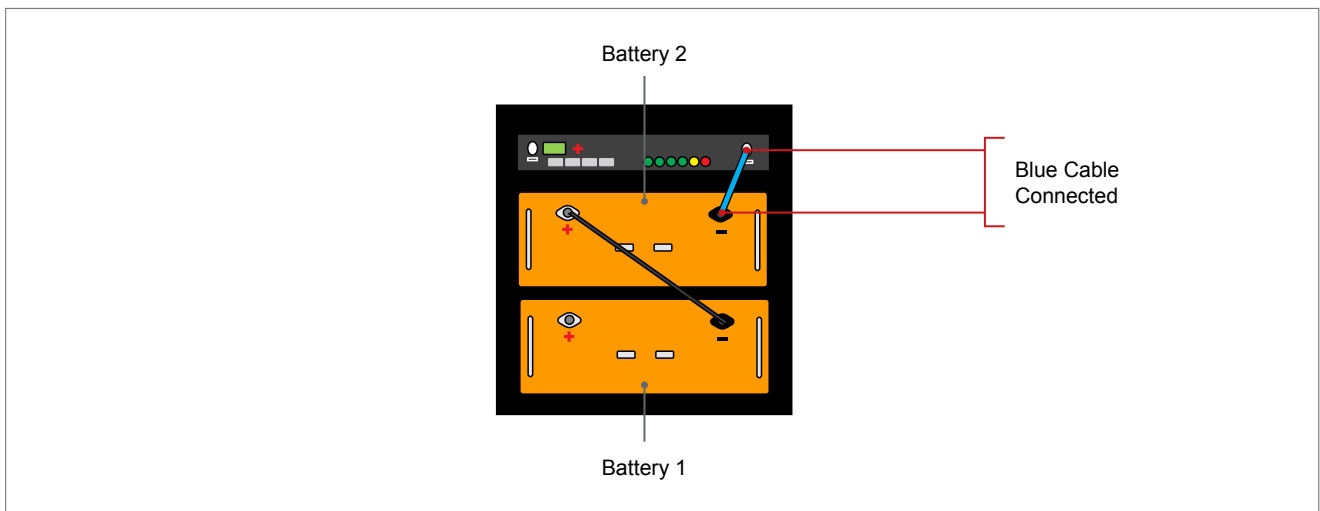 Battery 2
+
Blue Cable
Connected
+
-
+
-
Battery 1